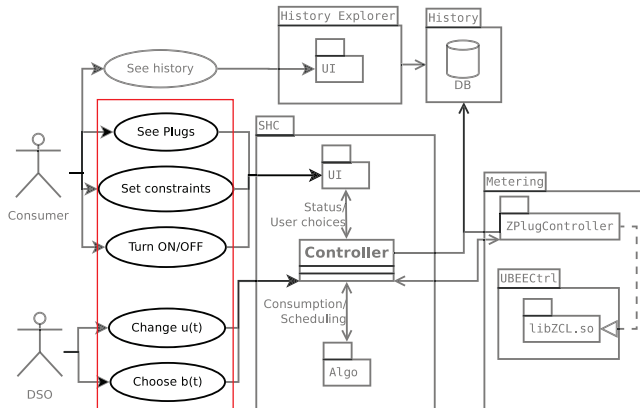 History Explorer
History
See history
UI
DB
SHC
See Plugs
UI
Metering
Consumer
Set constraints
Status/
User choices
ZPlugController
Turn ON/OFF
Controller
UBEECtrl
Consumption/
Scheduling
libZCL.so
Change u(t)
DSO
Choose b(t)
Algo